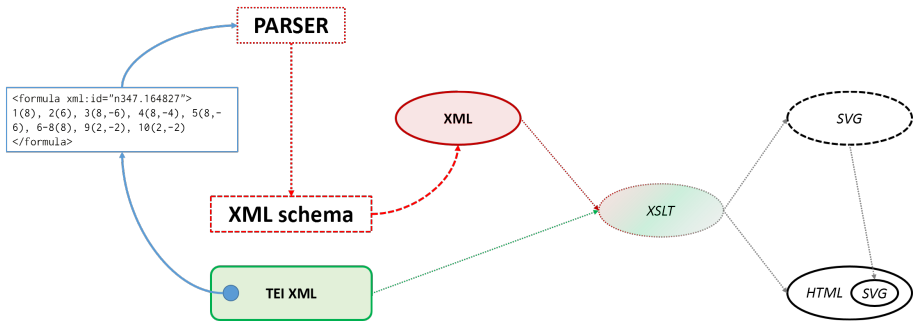 PARSER
<formula xml:id="n347.164827">
1(8), 2(6), 3(8,-6), 4(8,-4), 5(8,-
6), 6-8(8), 9(2,-2), 10(2,-2)
</formula>
XML
SVG
XML schema
XSLT
TEI XML
HTML
SVG